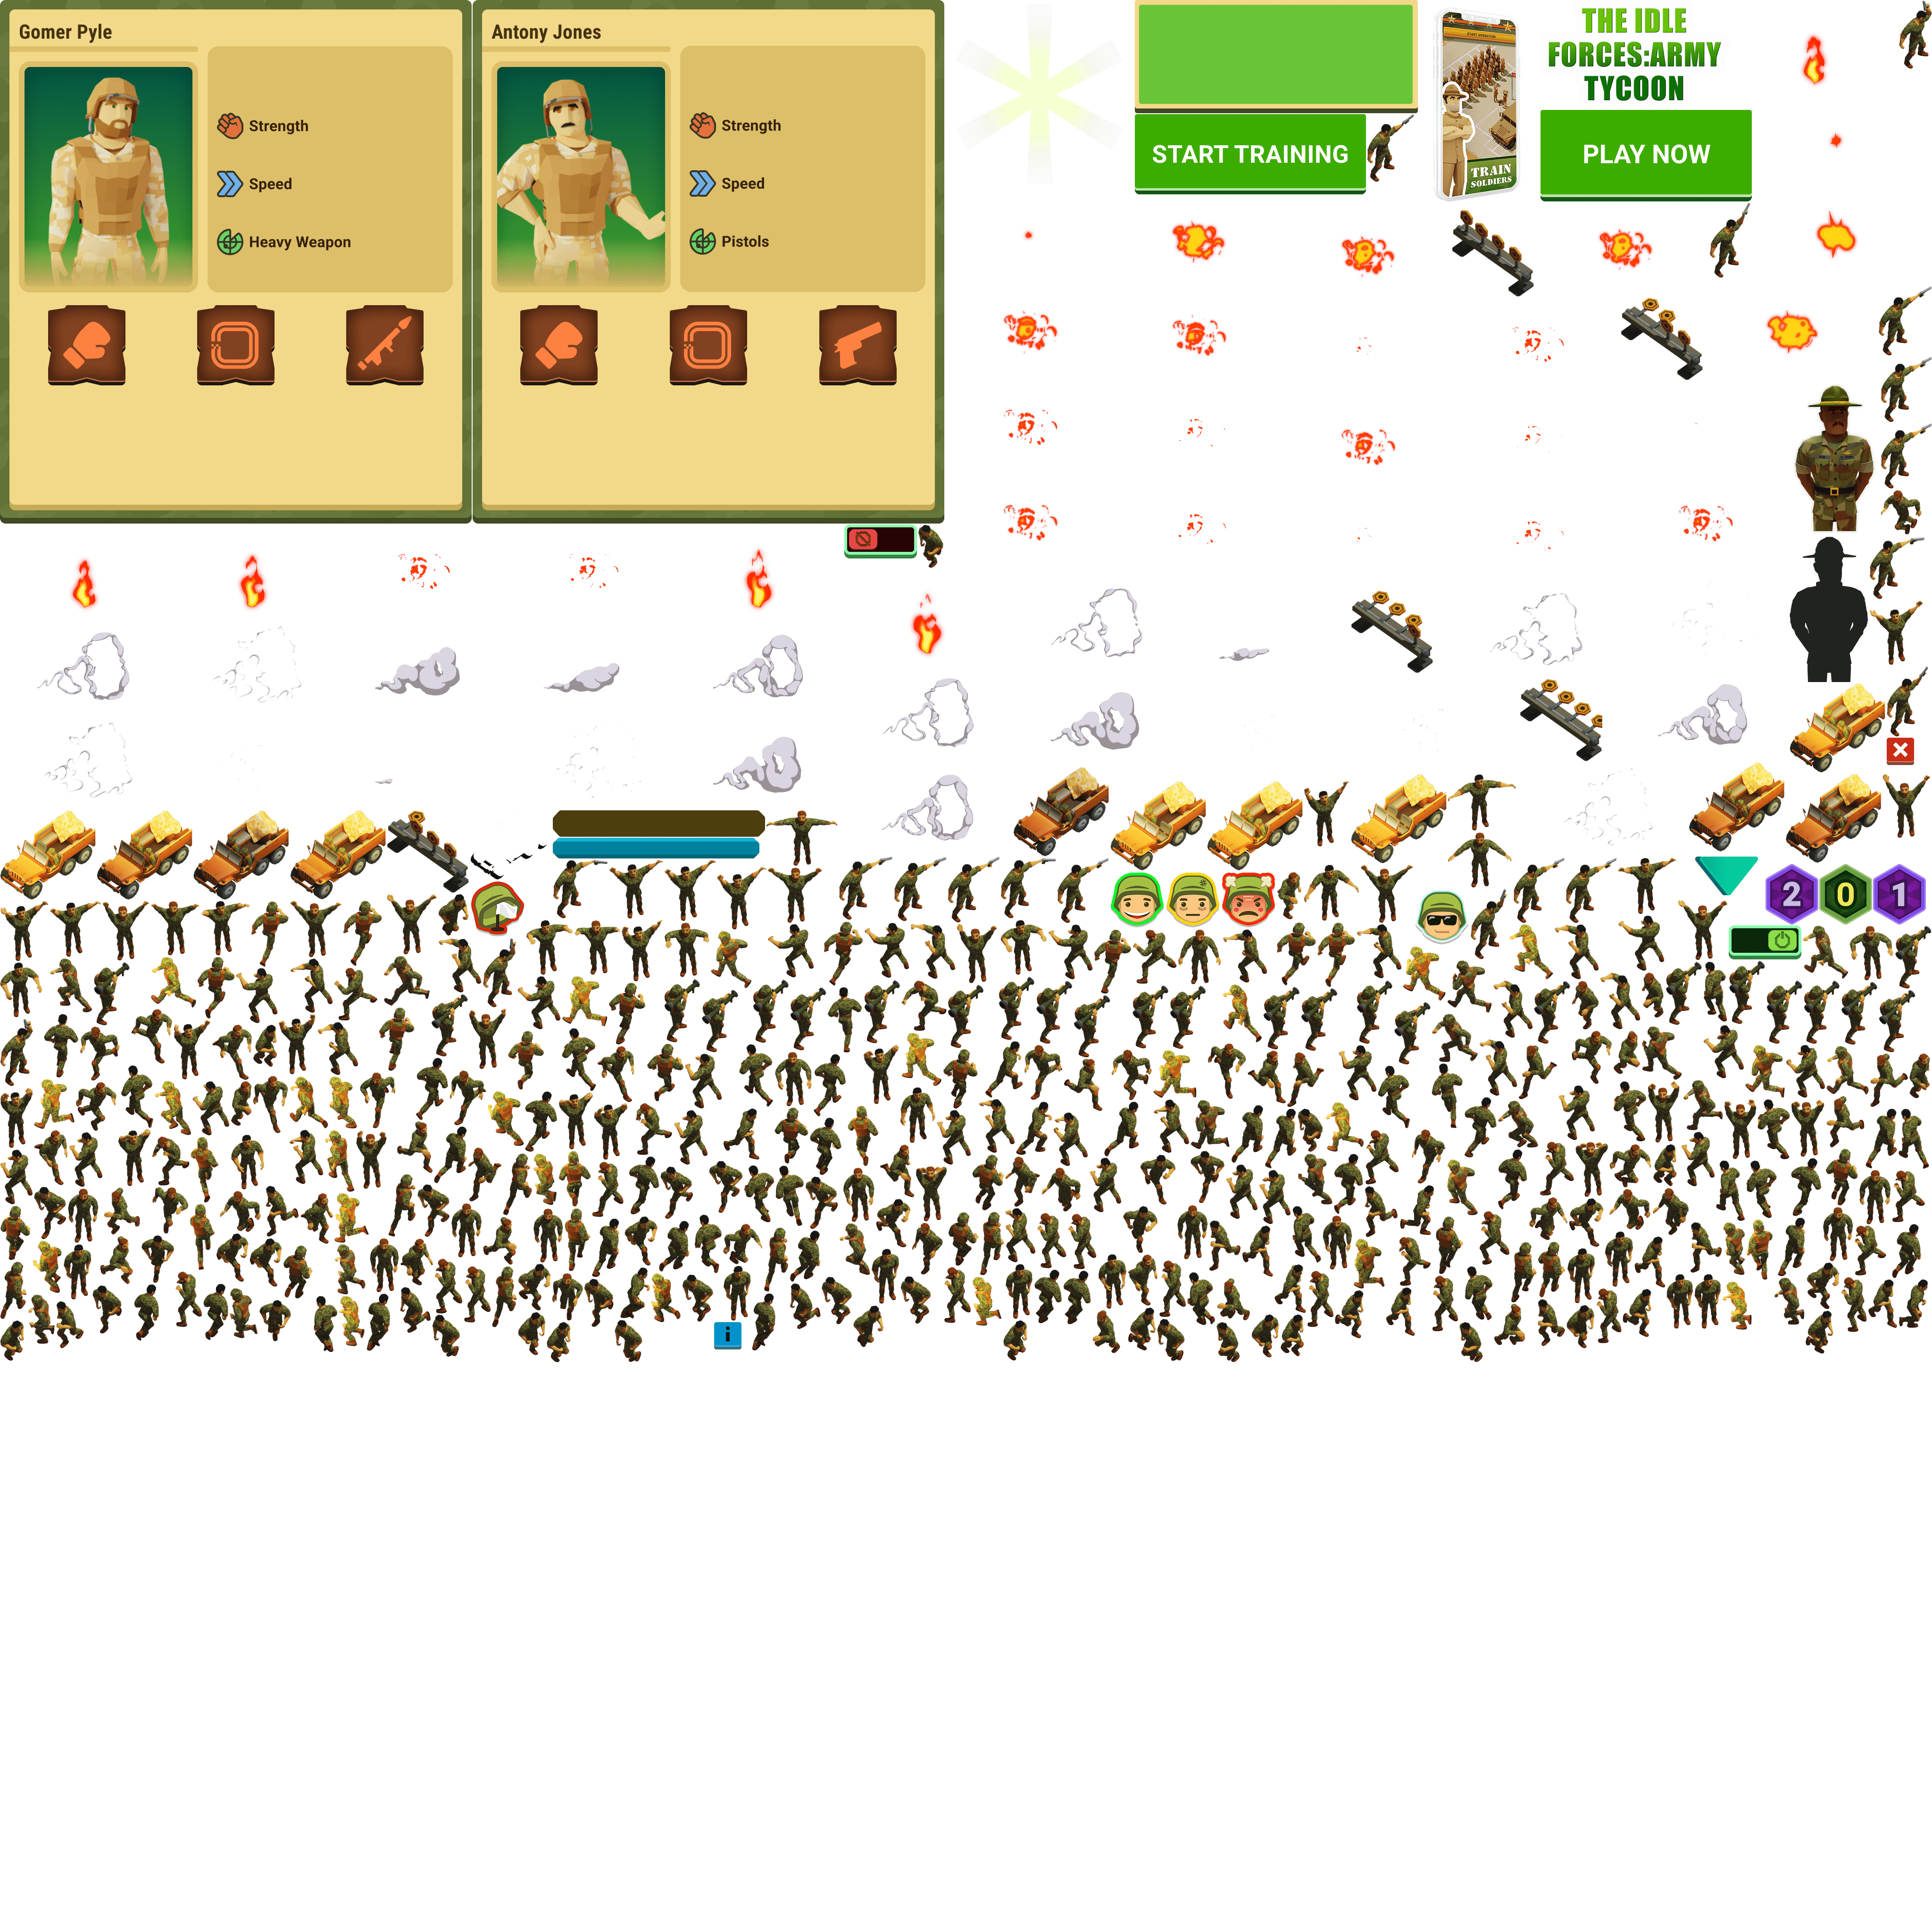 Gomer Pyle
Strength
Speed
Heavy Weapon
Antony Jones
Strength
Speed
Pistols
START TRAINING
TRAIN
SOLDIERS
THE IDLE
FORCES:ARMY
TYCOON
PLAY NOW
2
0
1
i